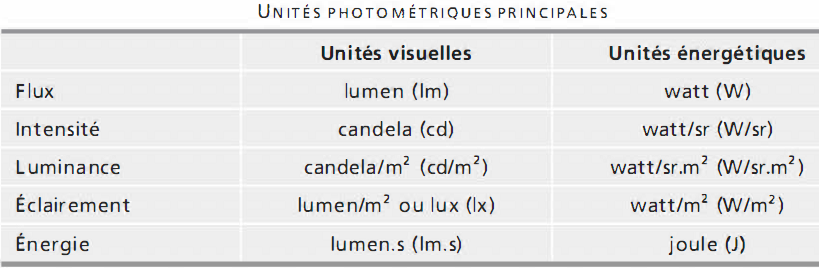 UNITÉS PHOTOMÉTRIQUES PRINCIPALES
Unités visuelles Unités énergétiques
Flux lumen (lm) watt (W)
Intensité candela (cd) watt/sr (W/sr)
Luminance candela/m² (cd/m²) watt/sr.m² (W/sr.m²)
Éclairement lumen/m² ou lux (lx) watt/m² (W/m²)
Énergie lumen.s (lm.s) joule (J)